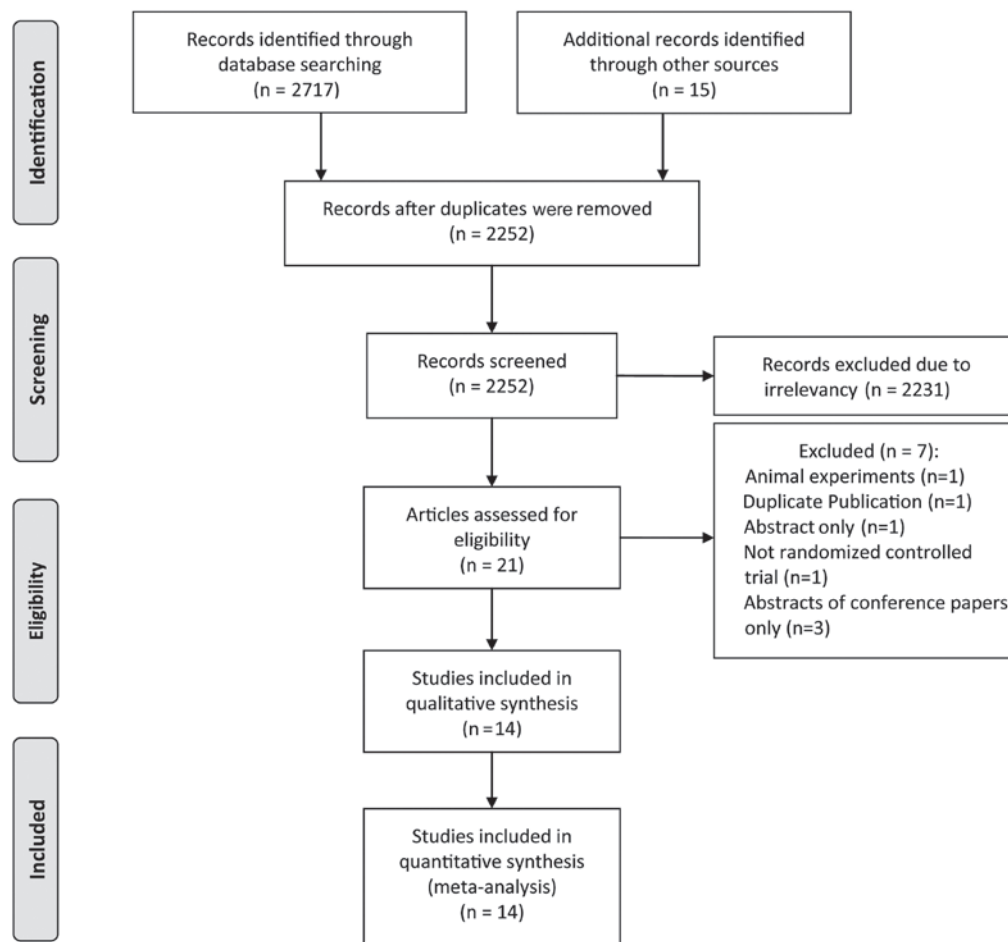 Identification
Records identified through
database searching
(n = 2717)
Additional records identified
through other sources
(n = 15)
Records after duplicates were removed
(n = 2252)
Screening
Records screened
(n = 2252)
Records excluded due to
irrelevancy (n = 2231)
Eligibility
Articles assessed for
eligibility
(n = 21)
Excluded (n = 7):
Animal experiments (n=1)
Duplicate Publication (n=1)
Abstract only (n=1)
Not randomized controlled
trial (n=1)
Abstracts of conference papers
only (n=3)
Studies included in
qualitative synthesis
(n =14)
Included
Studies included in
quantitative synthesis
(meta-analysis)
(n = 14)